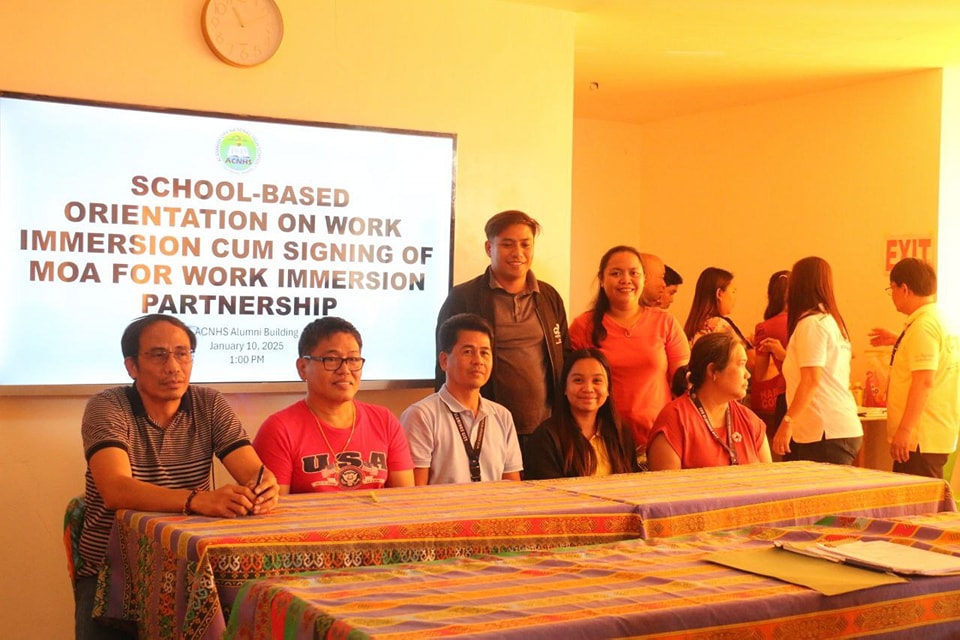 ACNHS
SCHOOL-BASED
ORIENTATION ON WORK
IMMERSION CUM SIGNING OF
MOA FOR WORK IMMERSION
PARTNERSHIP
ACNHS Alumni Building
January 10, 2025
1:00 PM
EXIT
USA